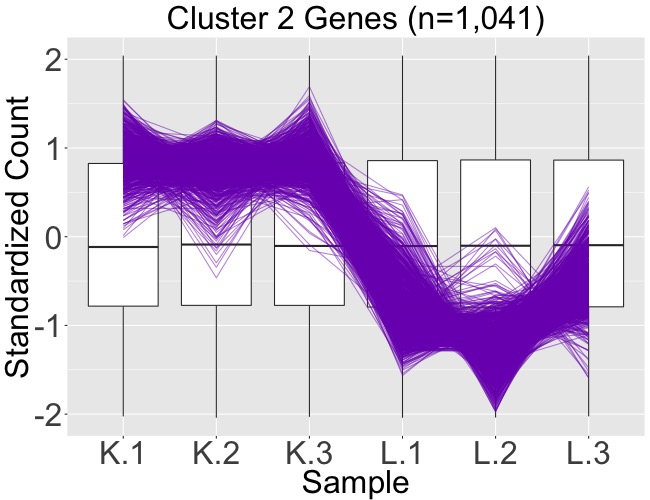 Cluster 2 Genes (n=1,041)
Standardized Count
2
1
0
-1
-2
K.1 K.2 K.3 L.1 L.2 L.3
Sample